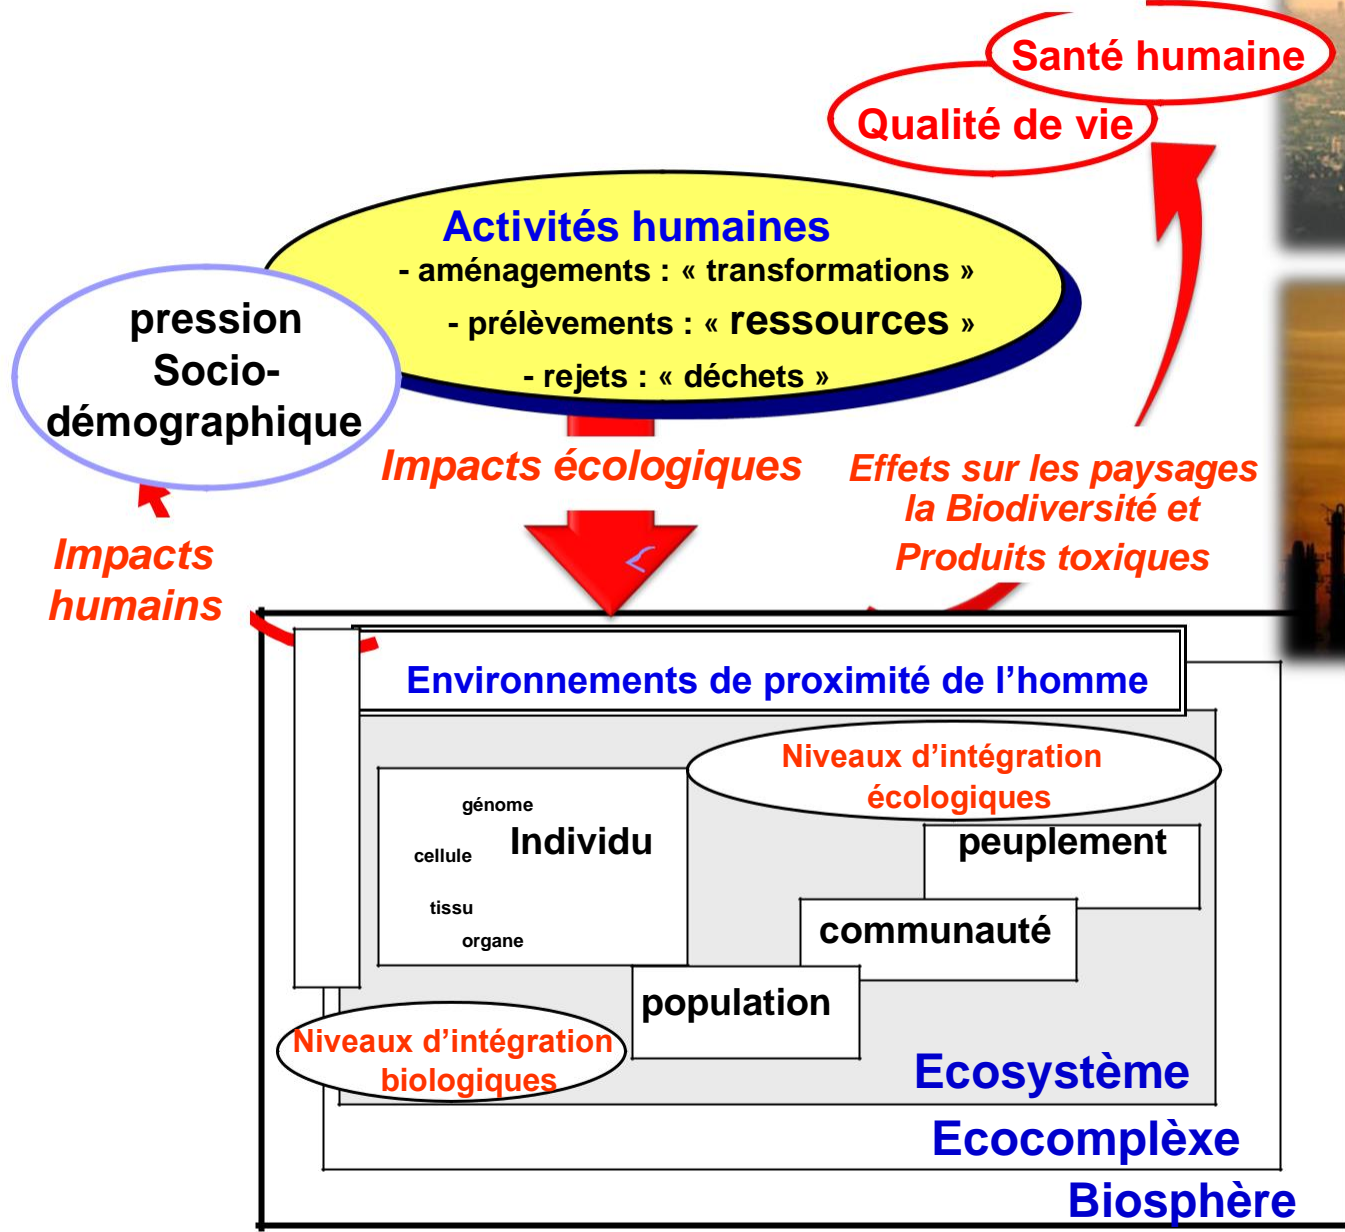 Santé humaine
Qualité de vie
Activités humaines
- aménagements : « transformations »
- prélèvements : « ressources »
- rejets : « déchets »
pression
Socio-
démographique
Impacts écologiques
Effets sur les paysages
la Biodiversité et
Produits toxiques
Impacts
humains
Environnements de proximité de l’homme
Niveaux d’intégration
écologiques
génome
Individu
cellule
tissu
organe
peuplement
communauté
population
Niveaux d’intégration
biologiques
Ecosystème
Ecocomplèxe
Biosphère